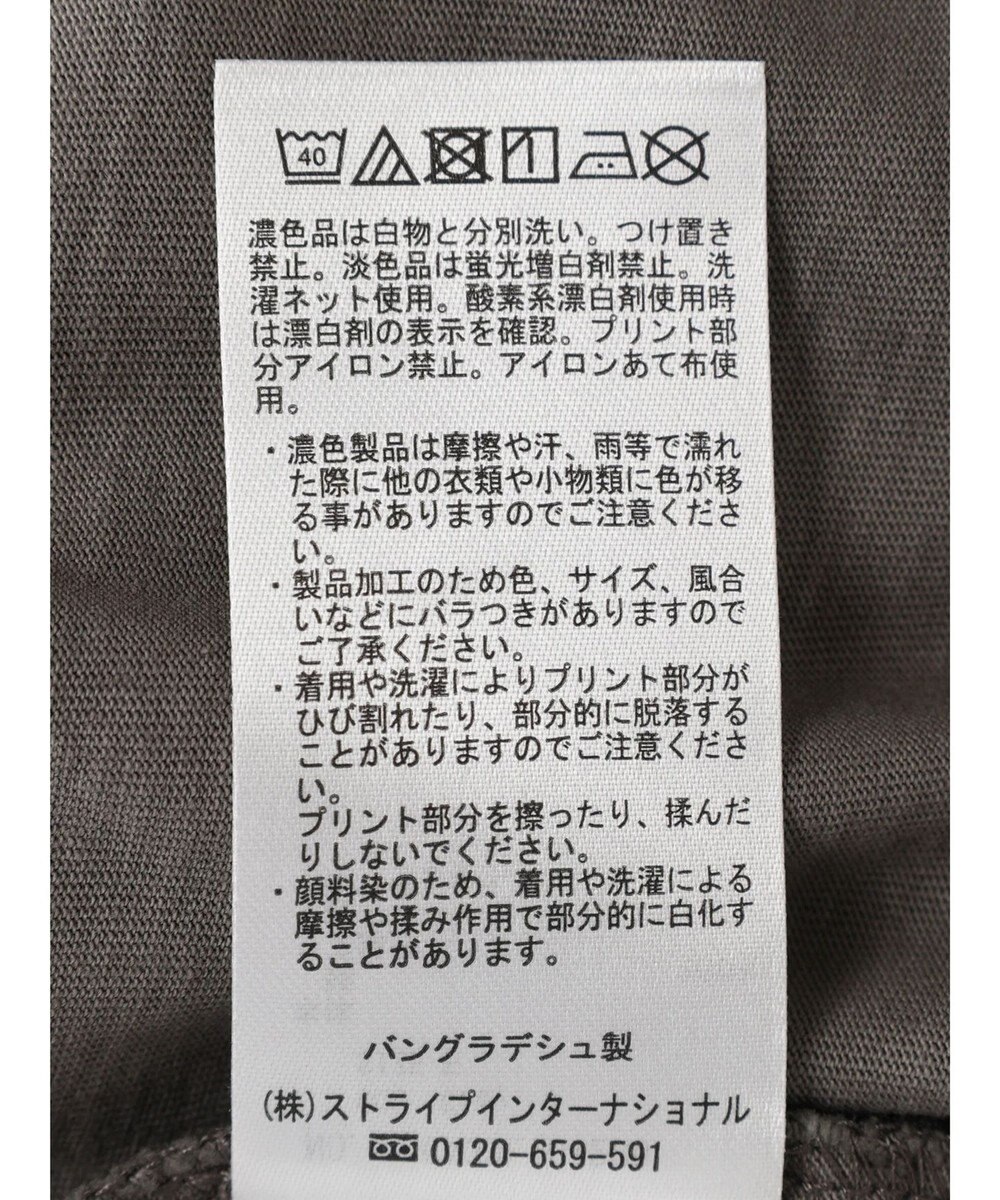 40
濃色品は白物と分別洗い。つけ置き
禁止。淡色品は蛍光増白剤禁止。洗
濯ネット使用。酸素系漂白剤使用時
は漂白剤の表示を確認。プリント部
分アイロン禁止。アイロンあて布使
用。
・濃色製品は摩擦や汗、雨等で濡れ
た際に他の衣類や小物類に色が移
る事がありますのでご注意くださ
い。
・製品加工のため色、サイズ、風合
いなどにバラつきがありますので
ご了承ください。
・着用や洗濯によりプリント部分が
ひび割れたり、部分的に脱落する
ことがありますのでご注意くださ
い。
プリント部分を擦ったり、揉んだ
りしないでください。
・顔料染のため、着用や洗濯による
摩擦や揉み作用で部分的に白化す
ることがあります。
バングラデシュ製
(株)ストライプインターナショナル
0120-659-591